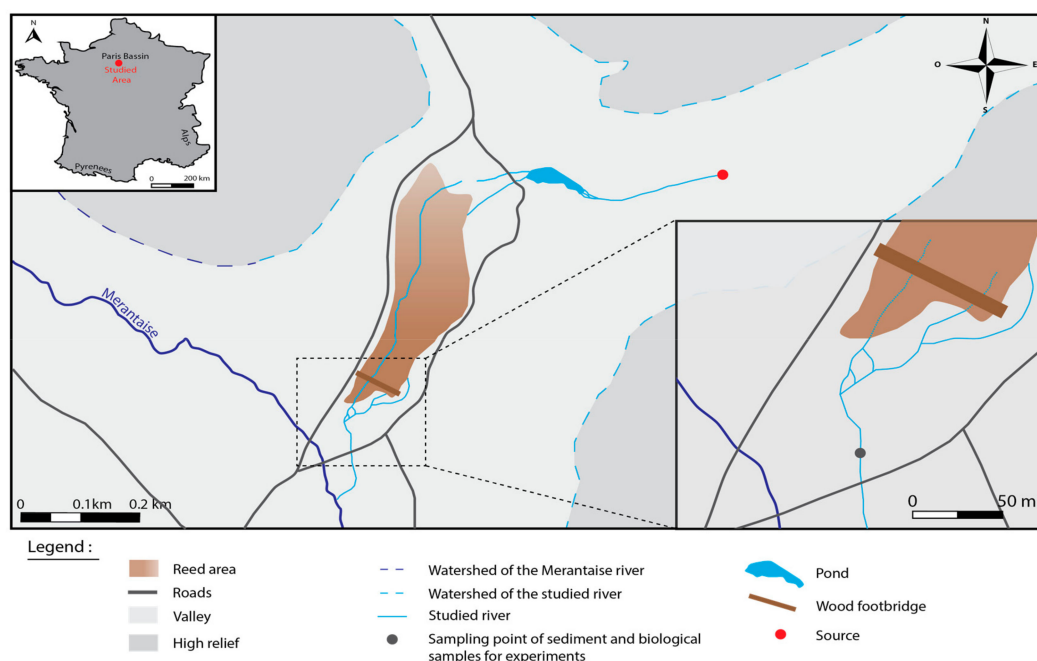 N
Paris Bassin
Studied
Area
Alps
Pyrenees
0 200 km
N
O
E
S
Merantaise
0 0.1km 0.2 km
0 50 m
Legend :
Reed area
Roads
Valley
High relief
Watershed of the Merantaise river
Watershed of the studied river
Studied river
Sampling point of sediment and biological
samples for experiments
Pond
Wood footbridge
Source